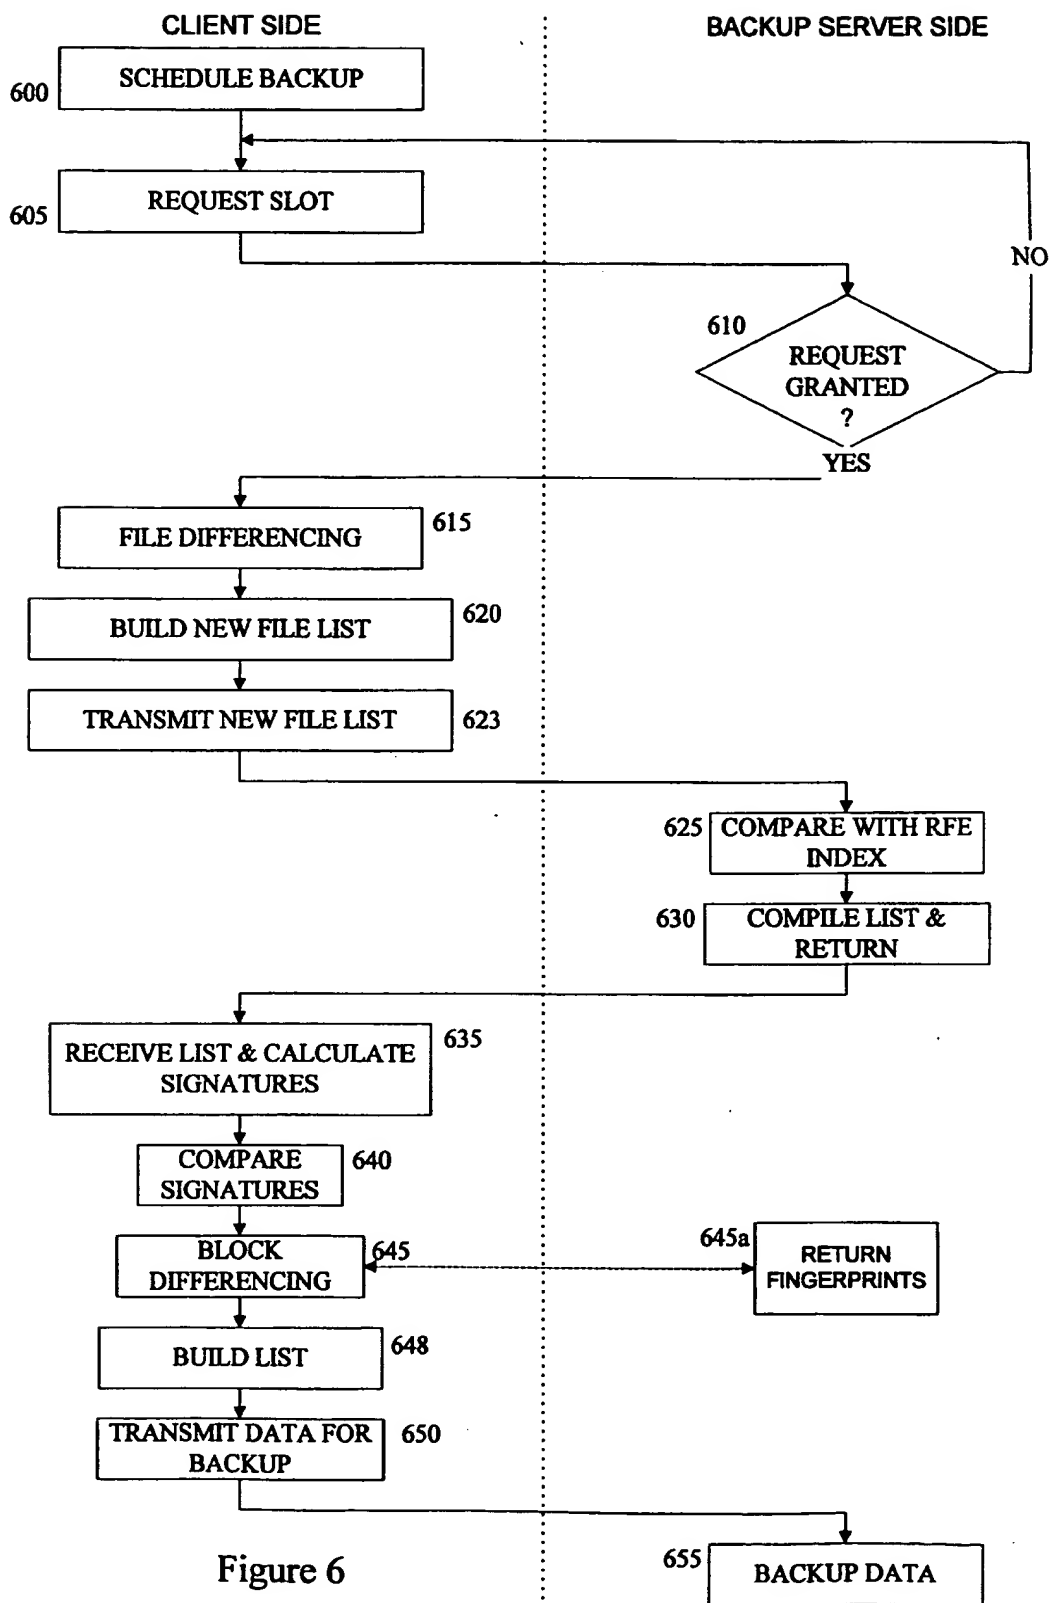 CLIENT SIDE
BACKUP SERVER SIDE
600
SCHEDULE BACKUP
605
REQUEST SLOT
NO
610
REQUEST
GRANTED
?
YES
FILE DIFFERENCING
615
BUILD NEW FILE LIST
620
TRANSMIT NEW FILE LIST
623
625
COMPARE WITH RFE
INDEX
630
COMPILE LIST &
RETURN
RECEIVE LIST & CALCULATE
SIGNATURES
635
COMPARE
SIGNATURES
640
BLOCK
DIFFERENCING
645
645a
RETURN
FINGERPRINTS
BUILD LIST
648
TRANSMIT DATA FOR
BACKUP
650
655
BACKUP DATA
Figure 6